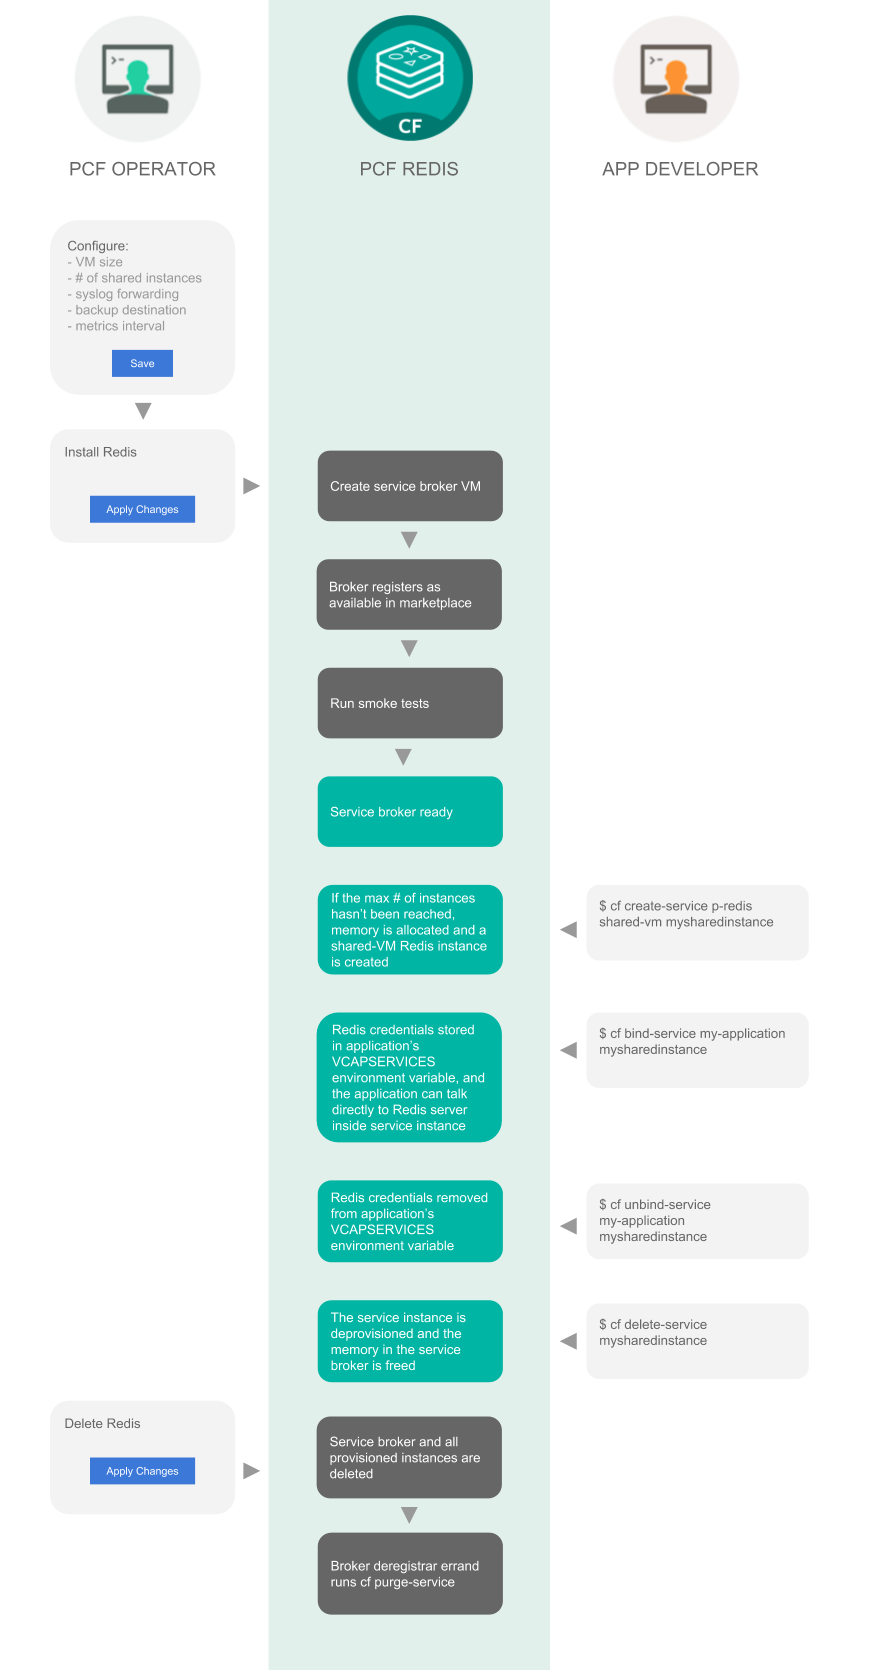 >-
CF
>-
PCF OPERATOR
PCF REDIS
APP DEVELOPER
Configure:
- VM size
- # of shared instances
- syslog forwarding
- backup destination
- metrics interval
Save
Install Redis
Apply Changes
Create service broker VM
Broker registers as
available in marketplace
Run smoke tests
Service broker ready
If the max # of instances
hasn't been reached,
memory is allocated and a
shared-VM Redis instance
is created
$ cf create-service p-redis
shared-vm mysharedinstance
Redis credentials stored
in application's
VCAPSERVICES
environment variable, and
the application can talk
directly to Redis server
inside service instance
$ cf bind-service my-application
mysharedinstance
Redis credentials removed
from application's
VCAPSERVICES
environment variable
$ cf unbind-service
my-application
mysharedinstance
The service instance is
deprovisioned and the
memory in the service
broker is freed
$ cf delete-service
mysharedinstance
Delete Redis
Apply Changes
Service broker and all
provisioned instances are
deleted
Broker deregistrar errand
runs cf purge-service